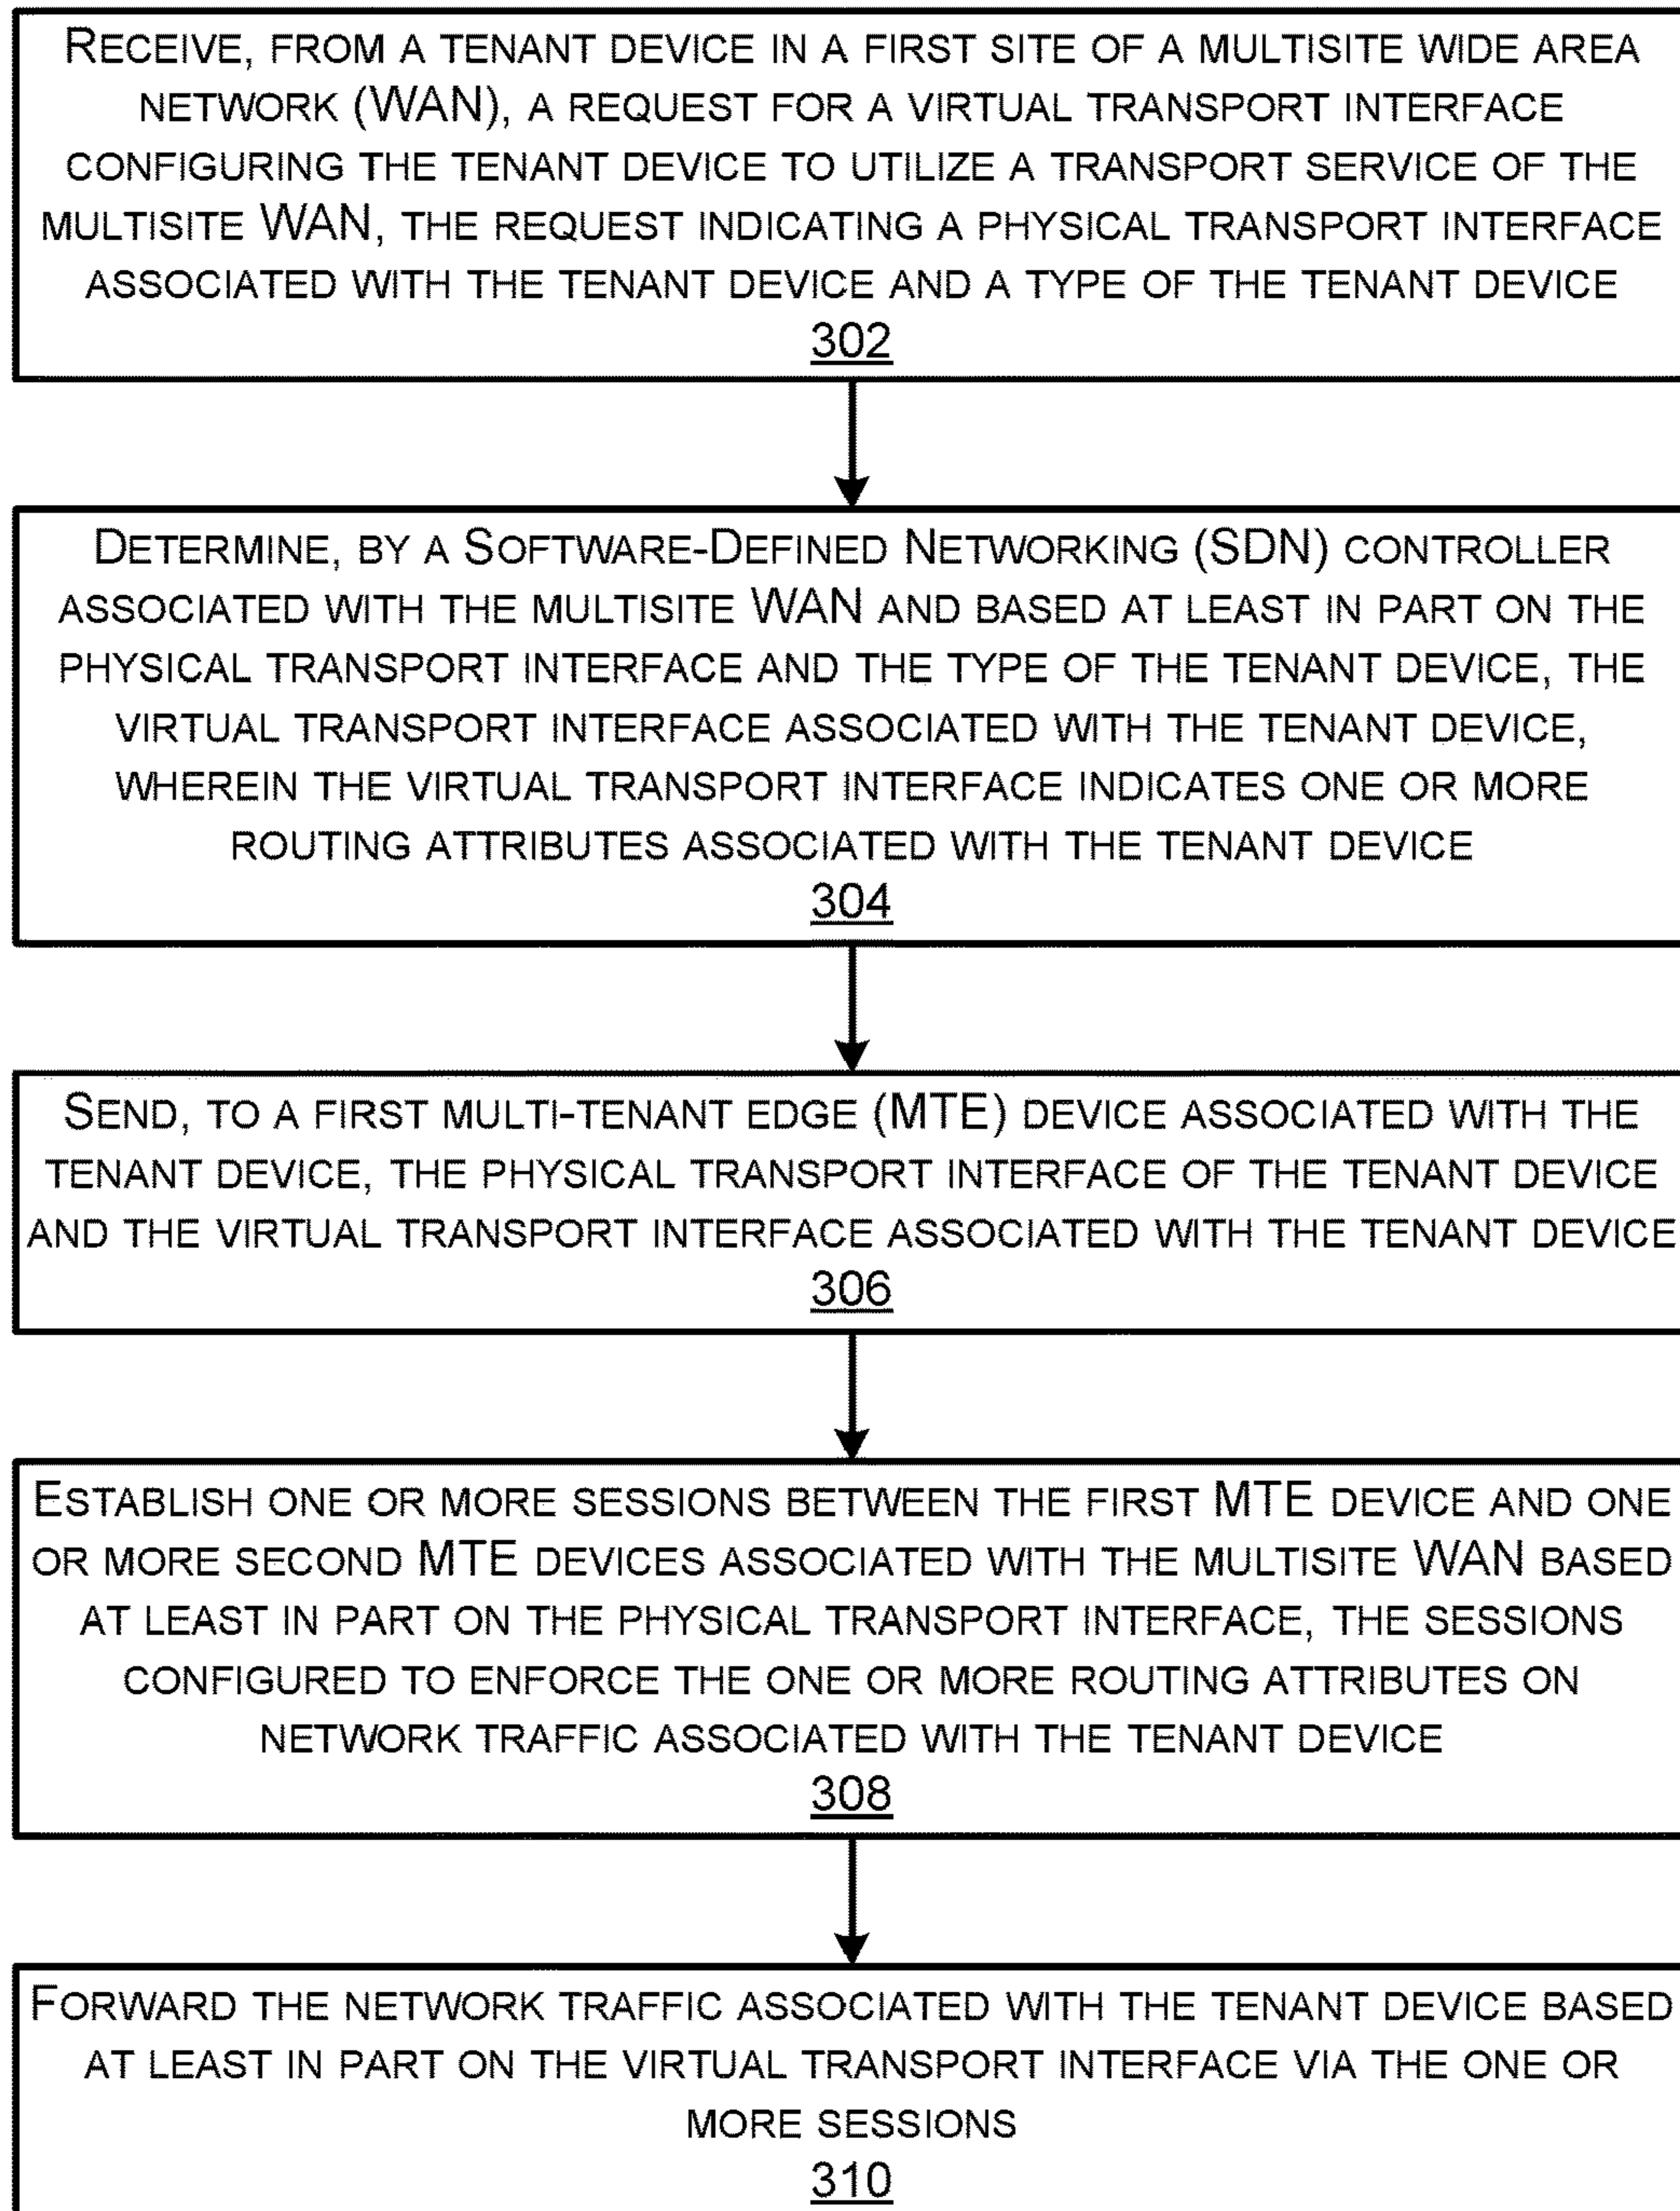 RECEIVE, FROM A TENANT DEVICE IN A FIRST SITE OF A MULTISITE WIDE AREA
NETWORK (WAN), A REQUEST FOR A VIRTUAL TRANSPORT INTERFACE
CONFIGURING THE TENANT DEVICE TO UTILIZE A TRANSPORT SERVICE OF THE
MULTISITE WAN, THE REQUEST INDICATING A PHYSICAL TRANSPORT INTERFACE
ASSOCIATED WITH THE TENANT DEVICE AND A TYPE OF THE TENANT DEVICE
302
DETERMINE, BY A SOFTWARE-DEFINED NETWORKING (SDN) CONTROLLER
ASSOCIATED WITH THE MULTISITE WAN AND BASED AT LEAST IN PART ON THE
PHYSICAL TRANSPORT INTERFACE AND THE TYPE OF THE TENANT DEVICE, THE
VIRTUAL TRANSPORT INTERFACE ASSOCIATED WITH THE TENANT DEVICE,
WHEREIN THE VIRTUAL TRANSPORT INTERFACE INDICATES ONE OR MORE
ROUTING ATTRIBUTES ASSOCIATED WITH THE TENANT DEVICE
304
SEND, TO A FIRST MULTI-TENANT EDGE (MTE) DEVICE ASSOCIATED WITH THE
TENANT DEVICE, THE PHYSICAL TRANSPORT INTERFACE OF THE TENANT DEVICE
AND THE VIRTUAL TRANSPORT INTERFACE ASSOCIATED WITH THE TENANT DEVICE
306
ESTABLISH ONE OR MORE SESSIONS BETWEEN THE FIRST MTE DEVICE AND ONE
OR MORE SECOND MTE DEVICES ASSOCIATED WITH THE MULTISITE WAN BASED
AT LEAST IN PART ON THE PHYSICAL TRANSPORT INTERFACE, THE SESSIONS
CONFIGURED TO ENFORCE THE ONE OR MORE ROUTING ATTRIBUTES ON
NETWORK TRAFFIC ASSOCIATED WITH THE TENANT DEVICE
308
FORWARD THE NETWORK TRAFFIC ASSOCIATED WITH THE TENANT DEVICE BASED
AT LEAST IN PART ON THE VIRTUAL TRANSPORT INTERFACE VIA THE ONE OR
MORE SESSIONS
310